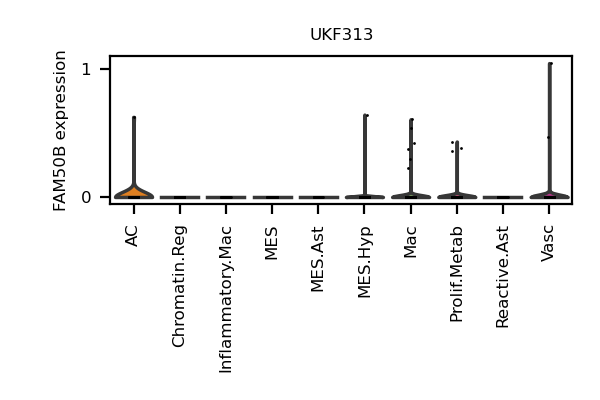 UKF313
FAM50B expression
1
0
AC
Chromatin.Reg
Inflammatory.Mac
MES
MES.Ast
MES.Hyp
Mac
Prolif.Metab
Reactive.Ast
Vasc